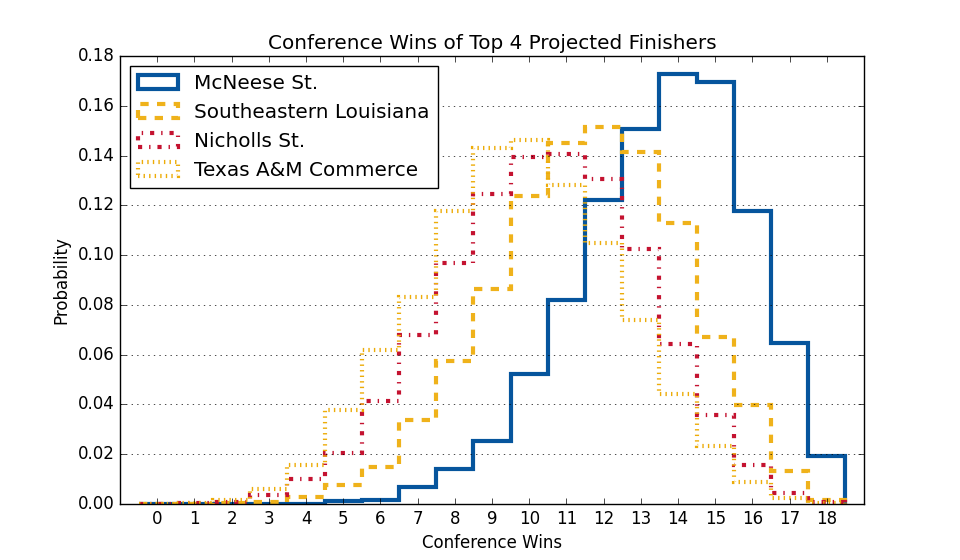 Conference Wins of Top 4 Projected Finishers
McNeese St.
Southeastern Louisiana
Nicholls St.
Texas A&M Commerce
0.18
0.16
0.14
0.12
0.10
0.08
0.06
0.04
0.02
0.00
Probability
0 1 2 3 4 5 6 7 8 9 10 11 12 13 14 15 16 17 18
Conference Wins